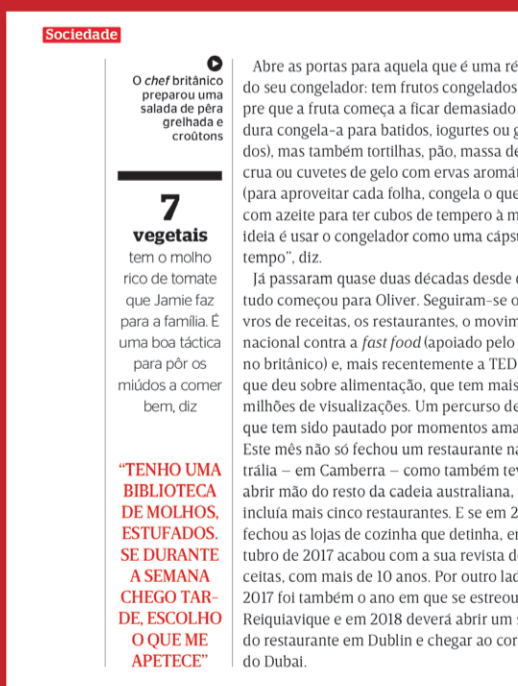 Sociedade
O chef britânico
preparou uma
salada de pêra
grelhada e
croûtons
7
vegetais
tem o molho
rico de tomate
que Jamie faz
para a família. É
uma boa táctica
para pôr os
miúdos a comer
bem, diz
“TENHO UMA
BIBLIOTECA
DE MOLHOS,
ESTUFADOS.
SE DURANTE
A SEMANA
CHEGO TAR-
DE, ESCOLHO
O QUE ME
APETECE”
Abre as portas para aquela que é uma ré
do seu congelador: tem frutos congelados
pre que a fruta começa a ficar demasiado
dura congela-a para batidos, iogurtes ou g
dos), mas também tortilhas, pão, massa de
crua ou cuvetes de gelo com ervas aromát
(para aproveitar cada folha, congela o que
com azeite para ter cubos de tempero à m
ideia é usar o congelador como uma cápsu
tempo”, diz.
Já passaram quase duas décadas desde
tudo começou para Oliver. Seguiram-se o
vros de receitas, os restaurantes, o movim
nacional contra a fast food (apoiado pelo
no britânico) e, mais recentemente a TED
que deu sobre alimentação, que tem mais
milhões de visualizações. Um percurso de
que tem sido pautado por momentos ama
Este mês não só fechou um restaurante na
trália – em Camberra – como também tev
abrir mão do resto da cadeia australiana,
incluía mais cinco restaurantes. E se em 2
fechou as lojas de cozinha que detinha, er
tubro de 2017 acabou com a sua revista de
ceitas, com mais de 10 anos. Por outro lad
2017 foi também o ano em que se estreou
Reiquiavique e em 2018 deverá abrir um s
do restaurante em Dublin e chegar ao cor
do Dubai.